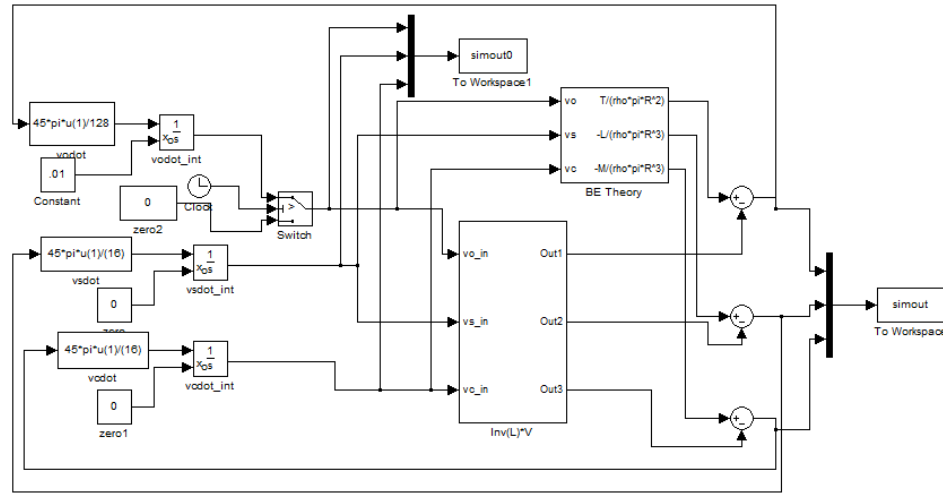 simout0
To Workspace1
45*pi*u(1)/128
vodot
1
xo s
vodot_int
.01
Constant
Clock
0
zero2
>
Switch
vo
T/(rho*pi*R^2)
vs
-L/(rho*pi*R^3)
vc
-M/(rho*pi*R^3)
BE Theory
45*pi*u(1)/(16)
vsdot
1
xo s
vsdot_int
0
vo_in
Out1
vs_in
Out2
vc_in
Out3
Inv(L)*V
simout
To Workspace
45*pi*u(1)/(16)
vcdot
1
xo s
vcdot_int
0
zero1